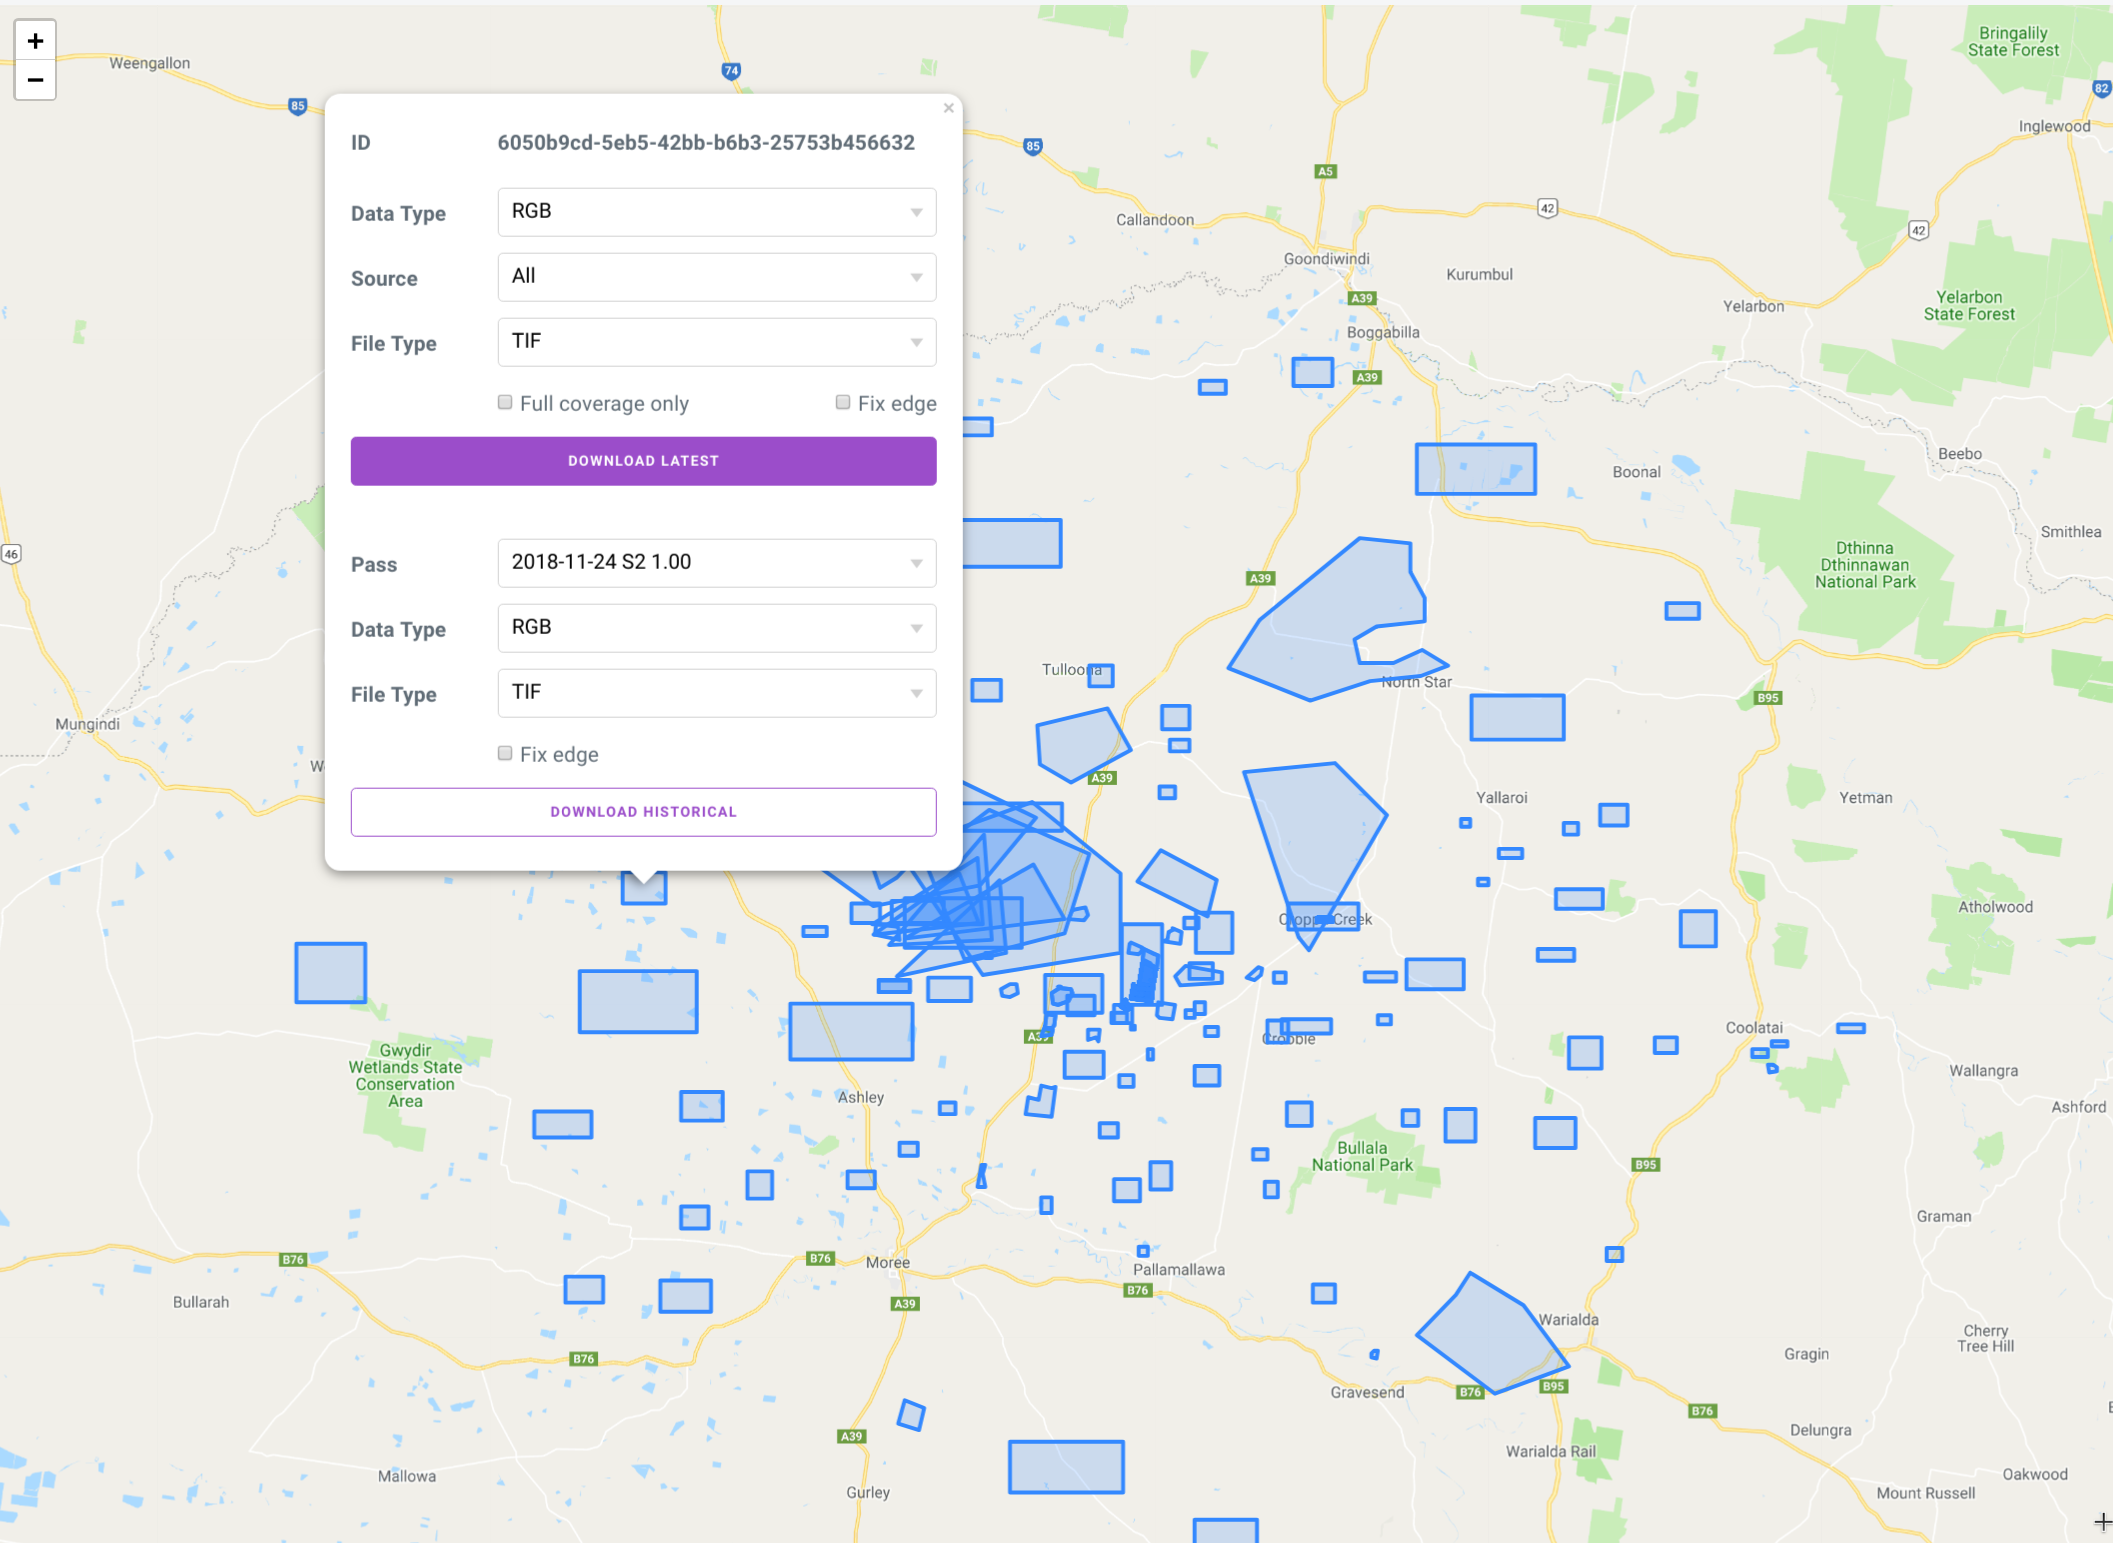 +
−
Weengallon
85
74
Bringalily
State Forest
82
Inglewood
×
ID 6050b9cd-5eb5-42bb-b6b3-25753b456632
Data Type RGB
Source All
File Type TIF
Full coverage only Fix edge
DOWNLOAD LATEST
Pass 2018-11-24 S2 1.00
Data Type RGB
File Type TIF
Fix edge
DOWNLOAD HISTORICAL
85
A5
Callandoon
42
42
Goondiwindi
Kurumbul
A39
Yelarbon
Yelarbon
State Forest
Boggabilla
A39
Beebo
Boonal
Smithlea
46
Dthinna
Dthinnawan
National Park
A39
Tulloona
North Star
B95
Mungindi
A39
Yallaroi
Yetman
Croppa Creek
Atholwood
Gwydir
Wetlands State
Conservation
Area
A39
Crooble
Coolatai
Wallangra
Ashley
Ashford
Bullala
National Park
B95
Graman
B76
B76
Moree
Pallamallawa
B76
Bullarah
A39
Warialda
Cherry
Tree Hill
B76
Gragin
Gravesend
B76
B95
B76
A39
Delungra
Warialda Rail
Mallowa
Oakwood
Gurley
Mount Russell